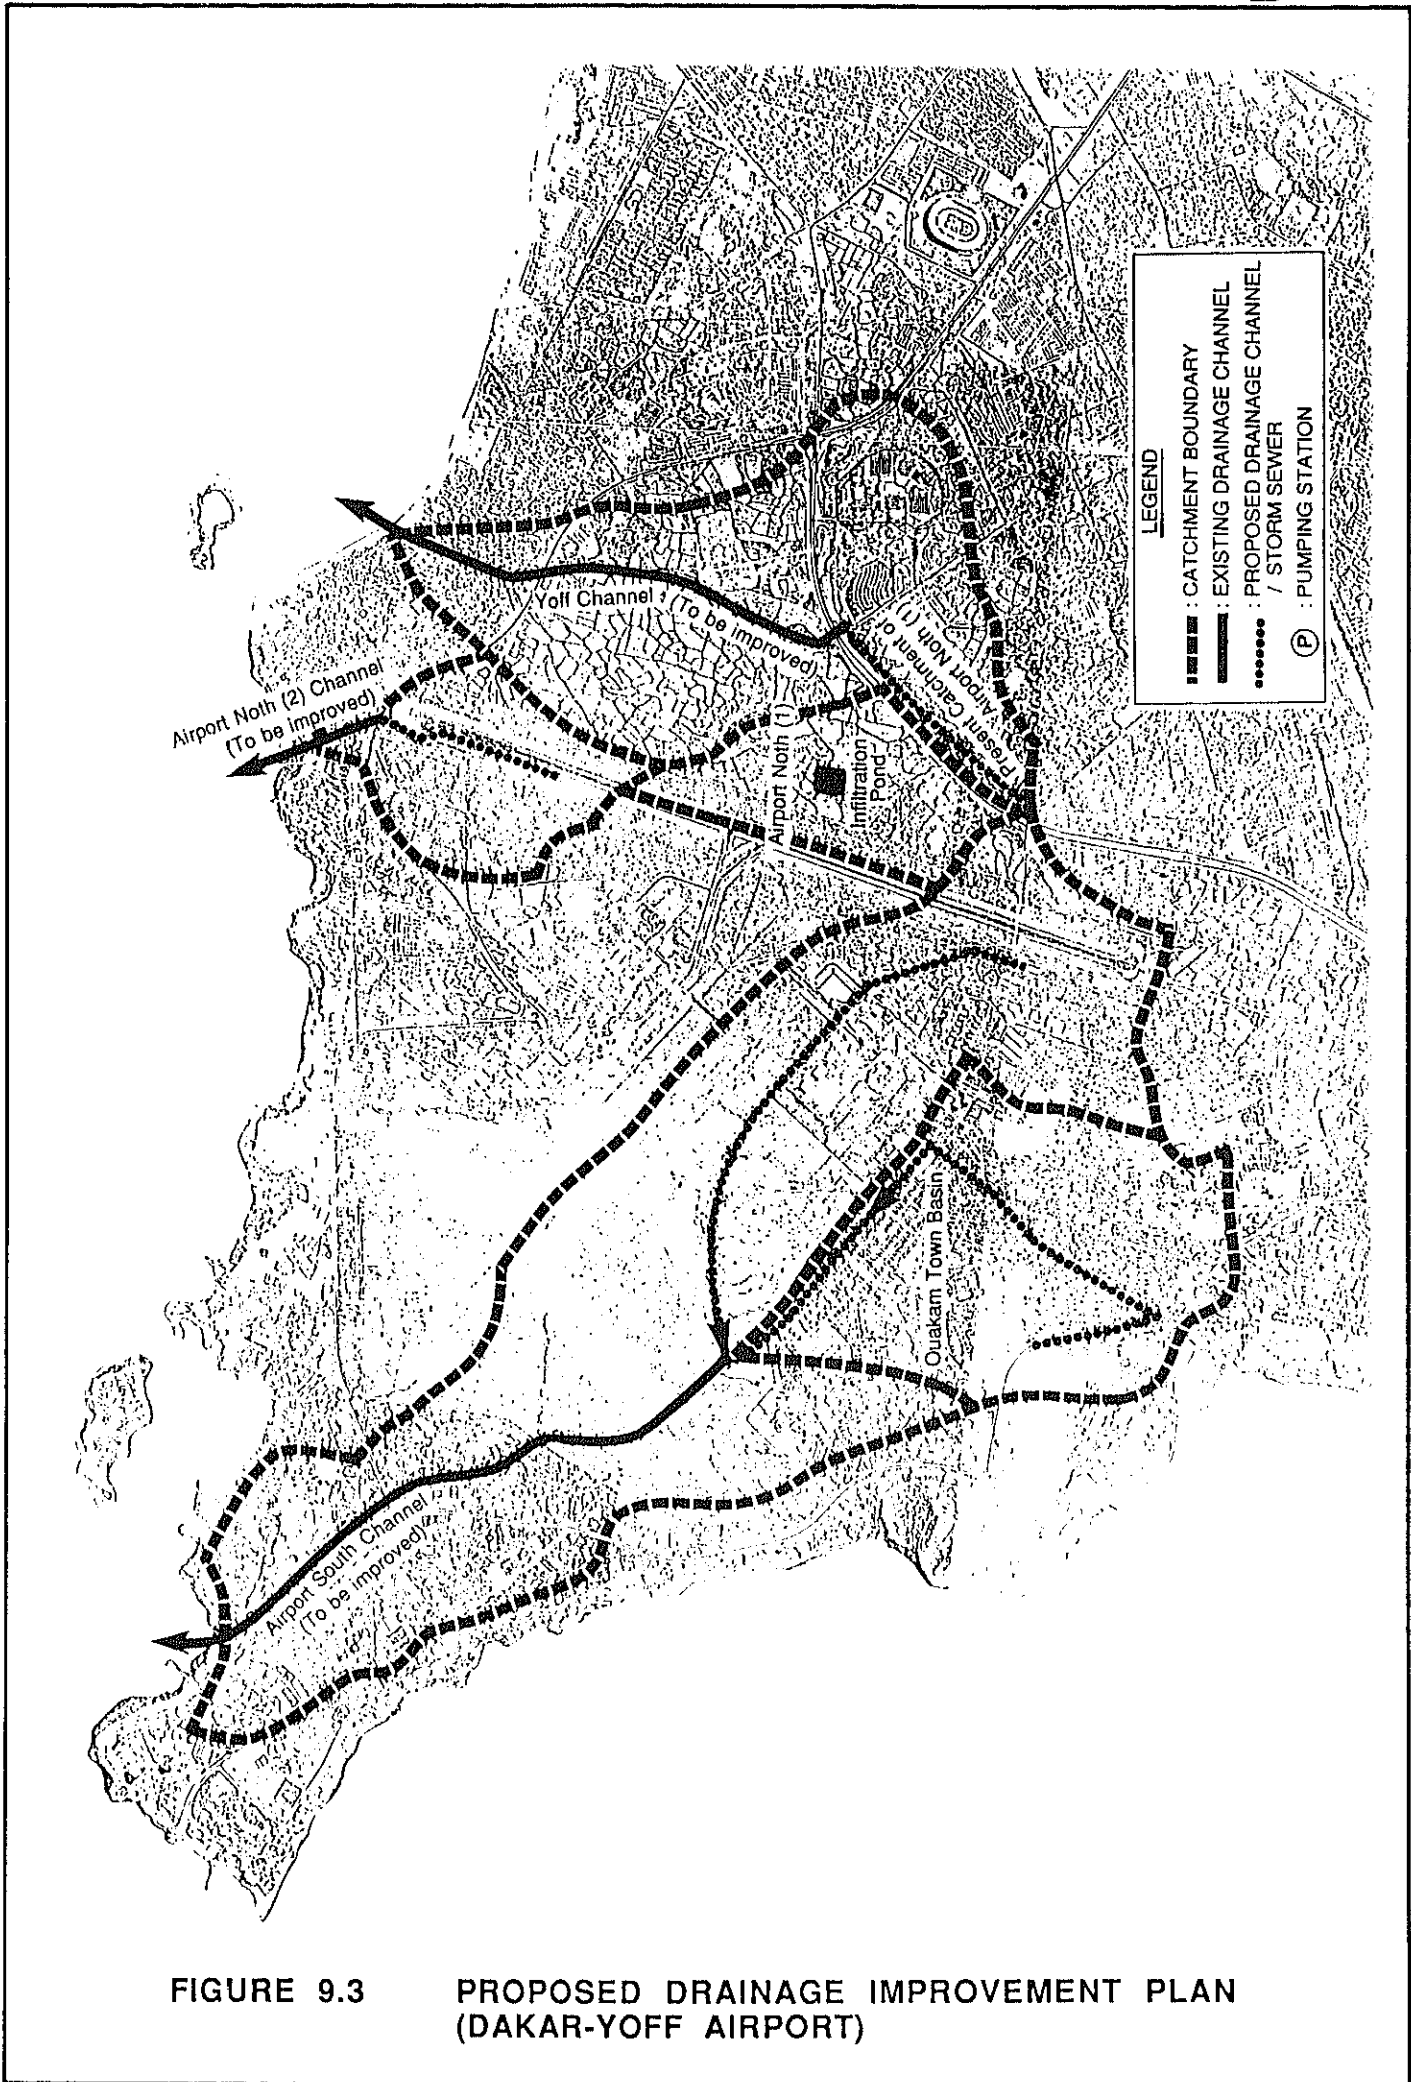 Airport Noth (2) Channel
(To be improved)
Yoff Channel
(To be improved)
Airport Noth (1)
Infiltration
Pond
Present Catchment of
Airport Noth (1)
Ouakam Town Basin
Airport South Channel
(To be improved)
LEGEND
: CATCHMENT BOUNDARY
: EXISTING DRAINAGE CHANNEL
: PROPOSED DRAINAGE CHANNEL
/ STORM SEWER
P : PUMPING STATION
FIGURE 9.3 PROPOSED DRAINAGE IMPROVEMENT PLAN
(DAKAR-YOFF AIRPORT)